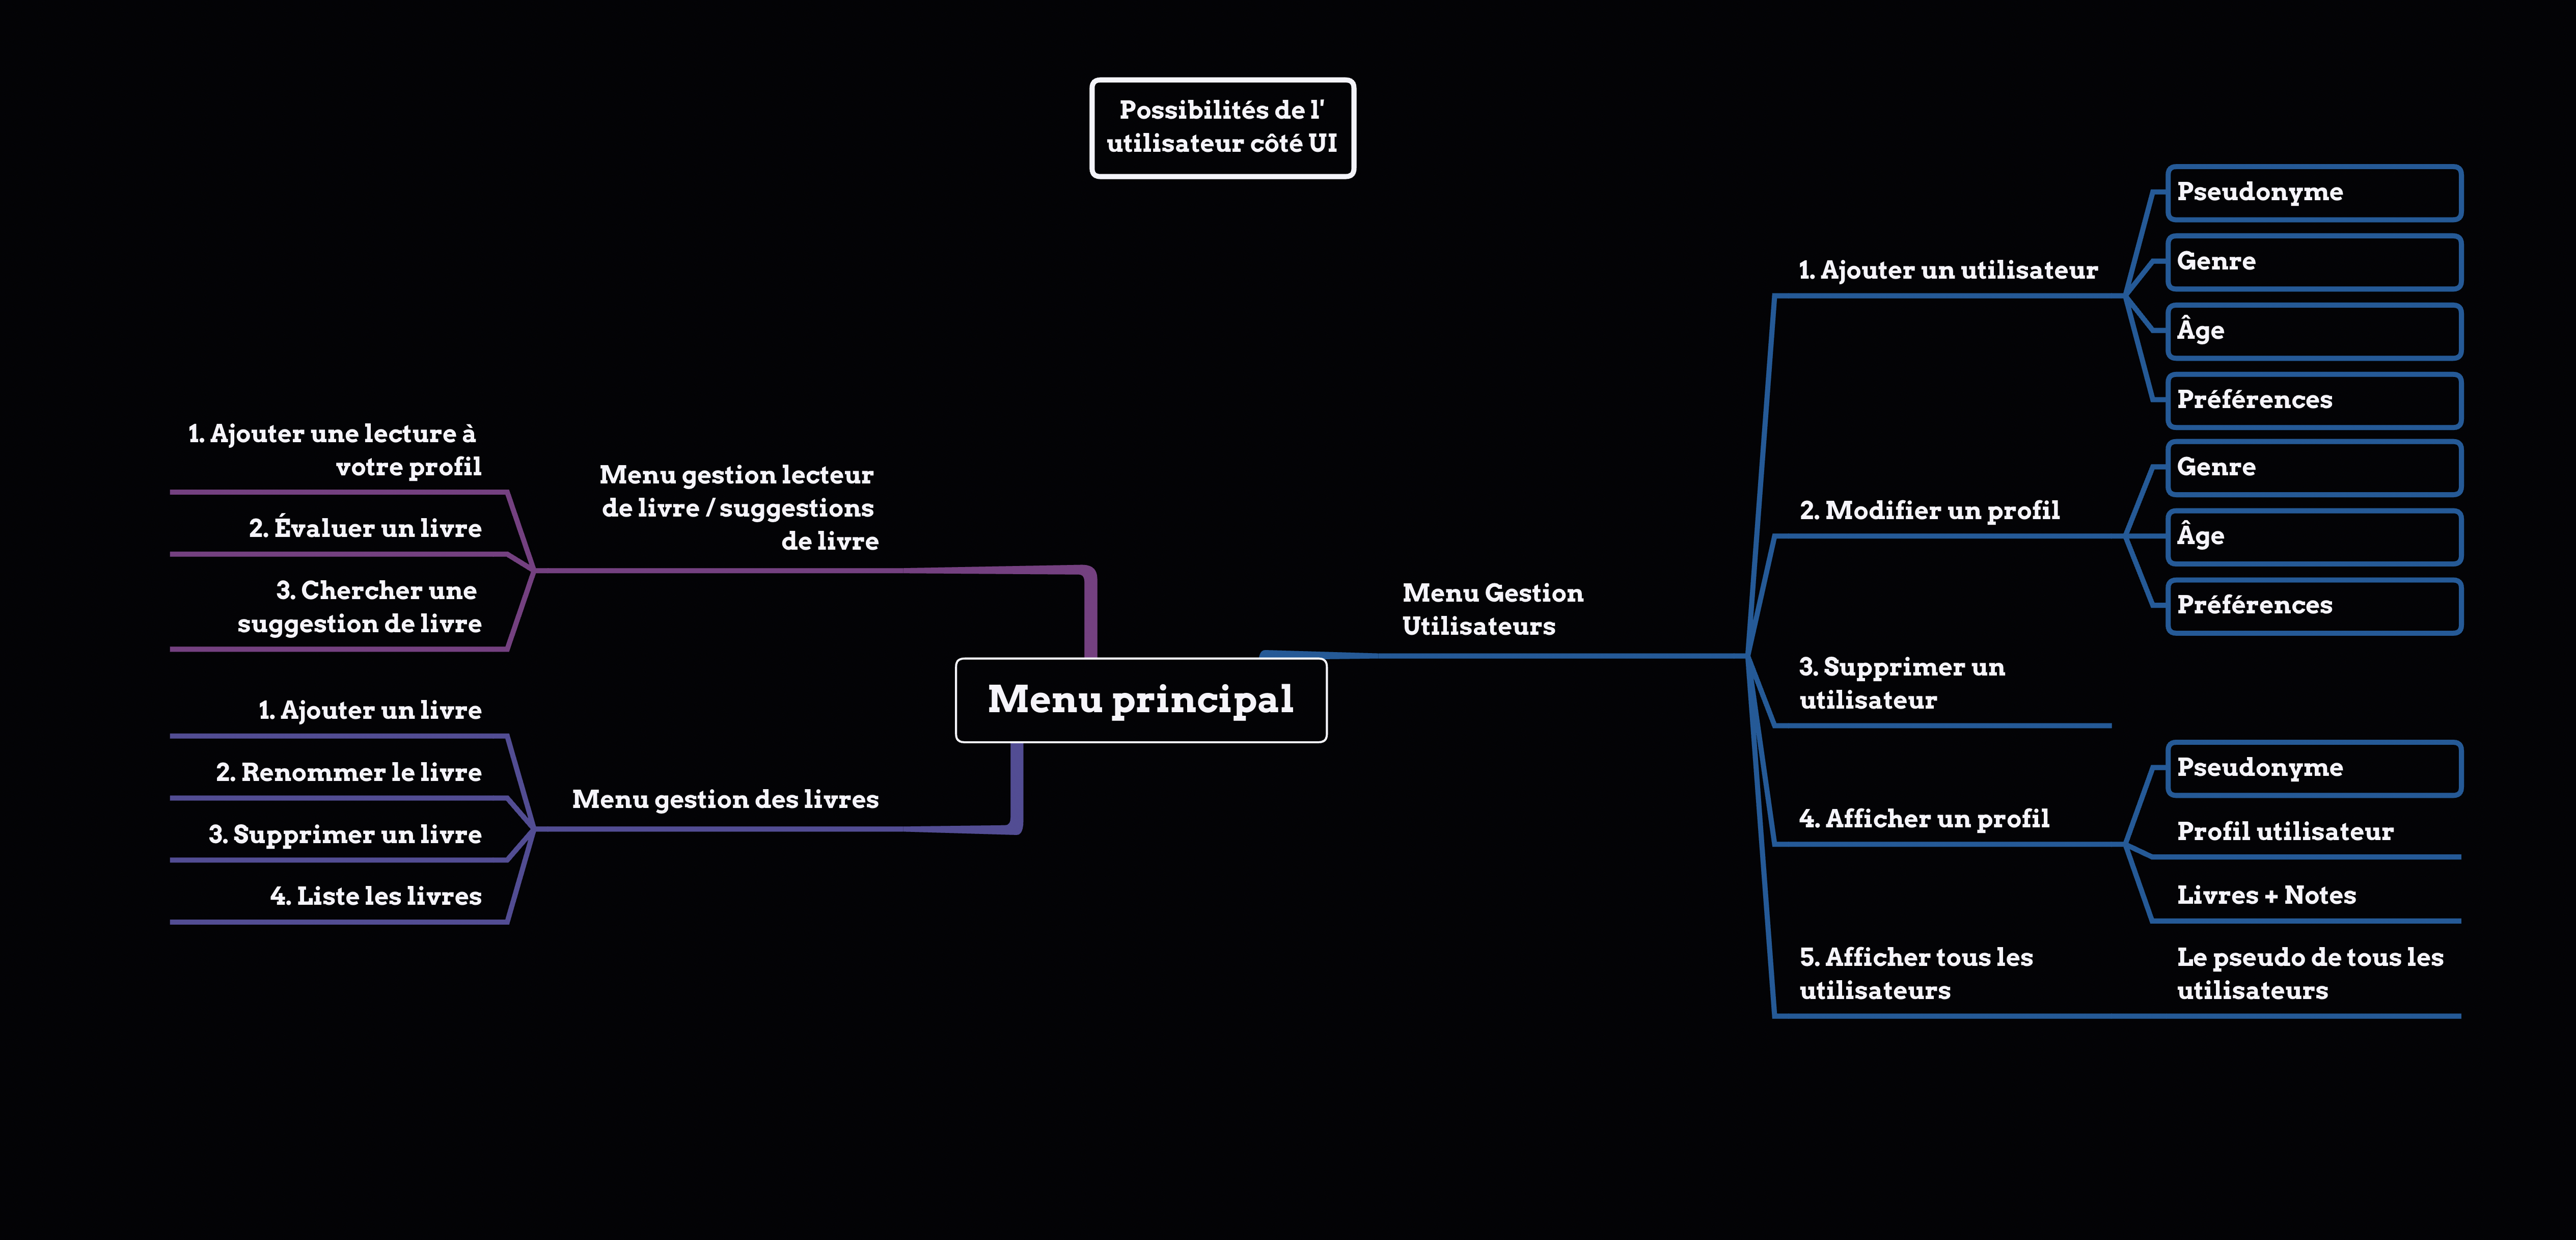 Possibilités de l'
utilisateur côté UI
Menu principal
Menu gestion lecteur
de livre / suggestions
de livre
1. Ajouter une lecture à
votre profil
2. Évaluer un livre
3. Chercher une
suggestion de livre
Menu gestion des livres
1. Ajouter un livre
2. Renommer le livre
3. Supprimer un livre
4. Liste les livres
Menu Gestion
Utilisateurs
1. Ajouter un utilisateur
Pseudonyme
Genre
Âge
Préférences
2. Modifier un profil
Genre
Âge
Préférences
3. Supprimer un
utilisateur
4. Afficher un profil
Pseudonyme
Profil utilisateur
Livres + Notes
5. Afficher tous les
utilisateurs
Le pseudo de tous les
utilisateurs